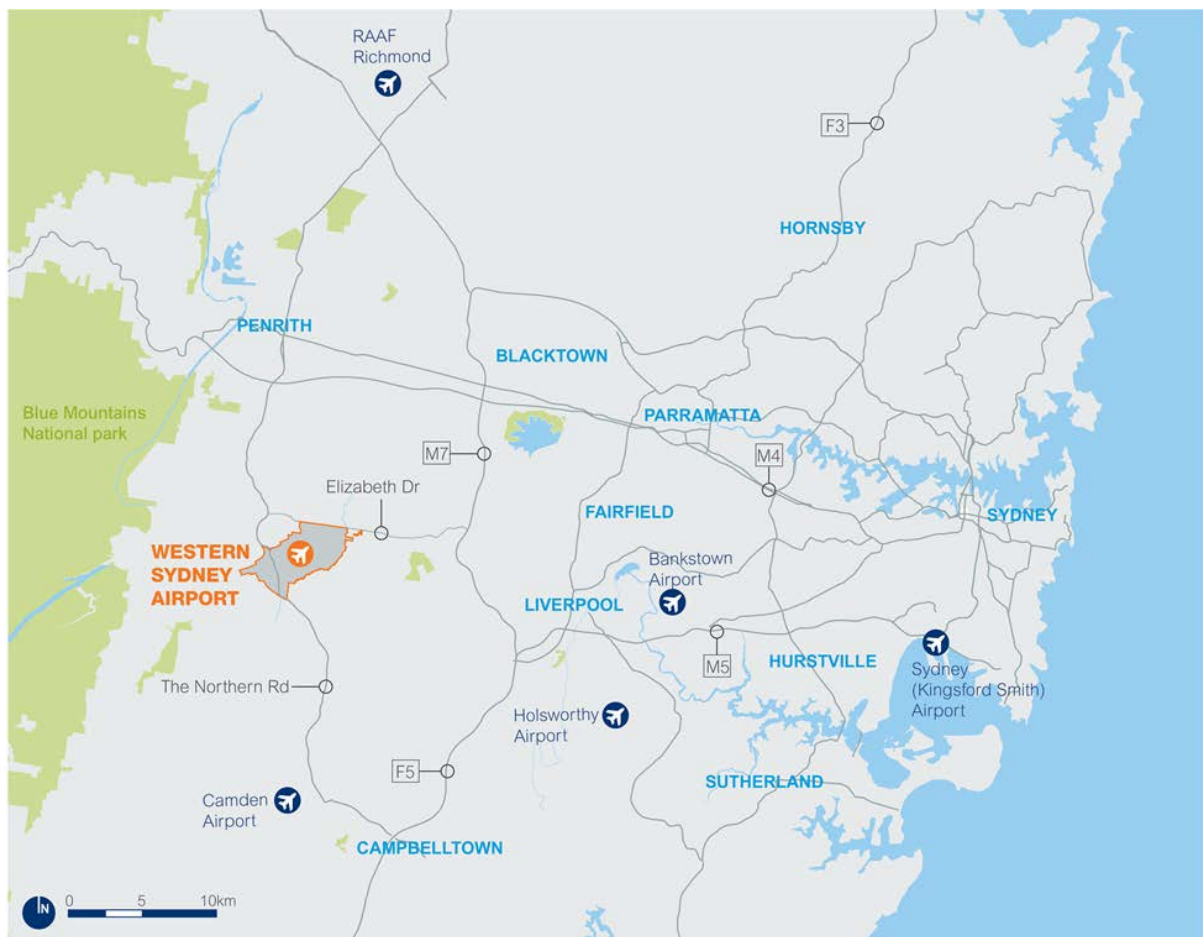 RAAF
Richmond
F3
HORNSBY
PENRITH
BLACKTOWN
Blue Mountains
National park
PARRAMATTA
M7
M4
Elizabeth Dr
FAIRFIELD
SYDNEY
WESTERN
SYDNEY
AIRPORT
Bankstown
Airport
LIVERPOOL
M5
HURSTVILLE
Sydney
(Kingsford Smith)
Airport
The Northern Rd
Holsworthy
Airport
F5
SUTHERLAND
Camden
Airport
CAMPBELLTOWN
N
0 5 10km